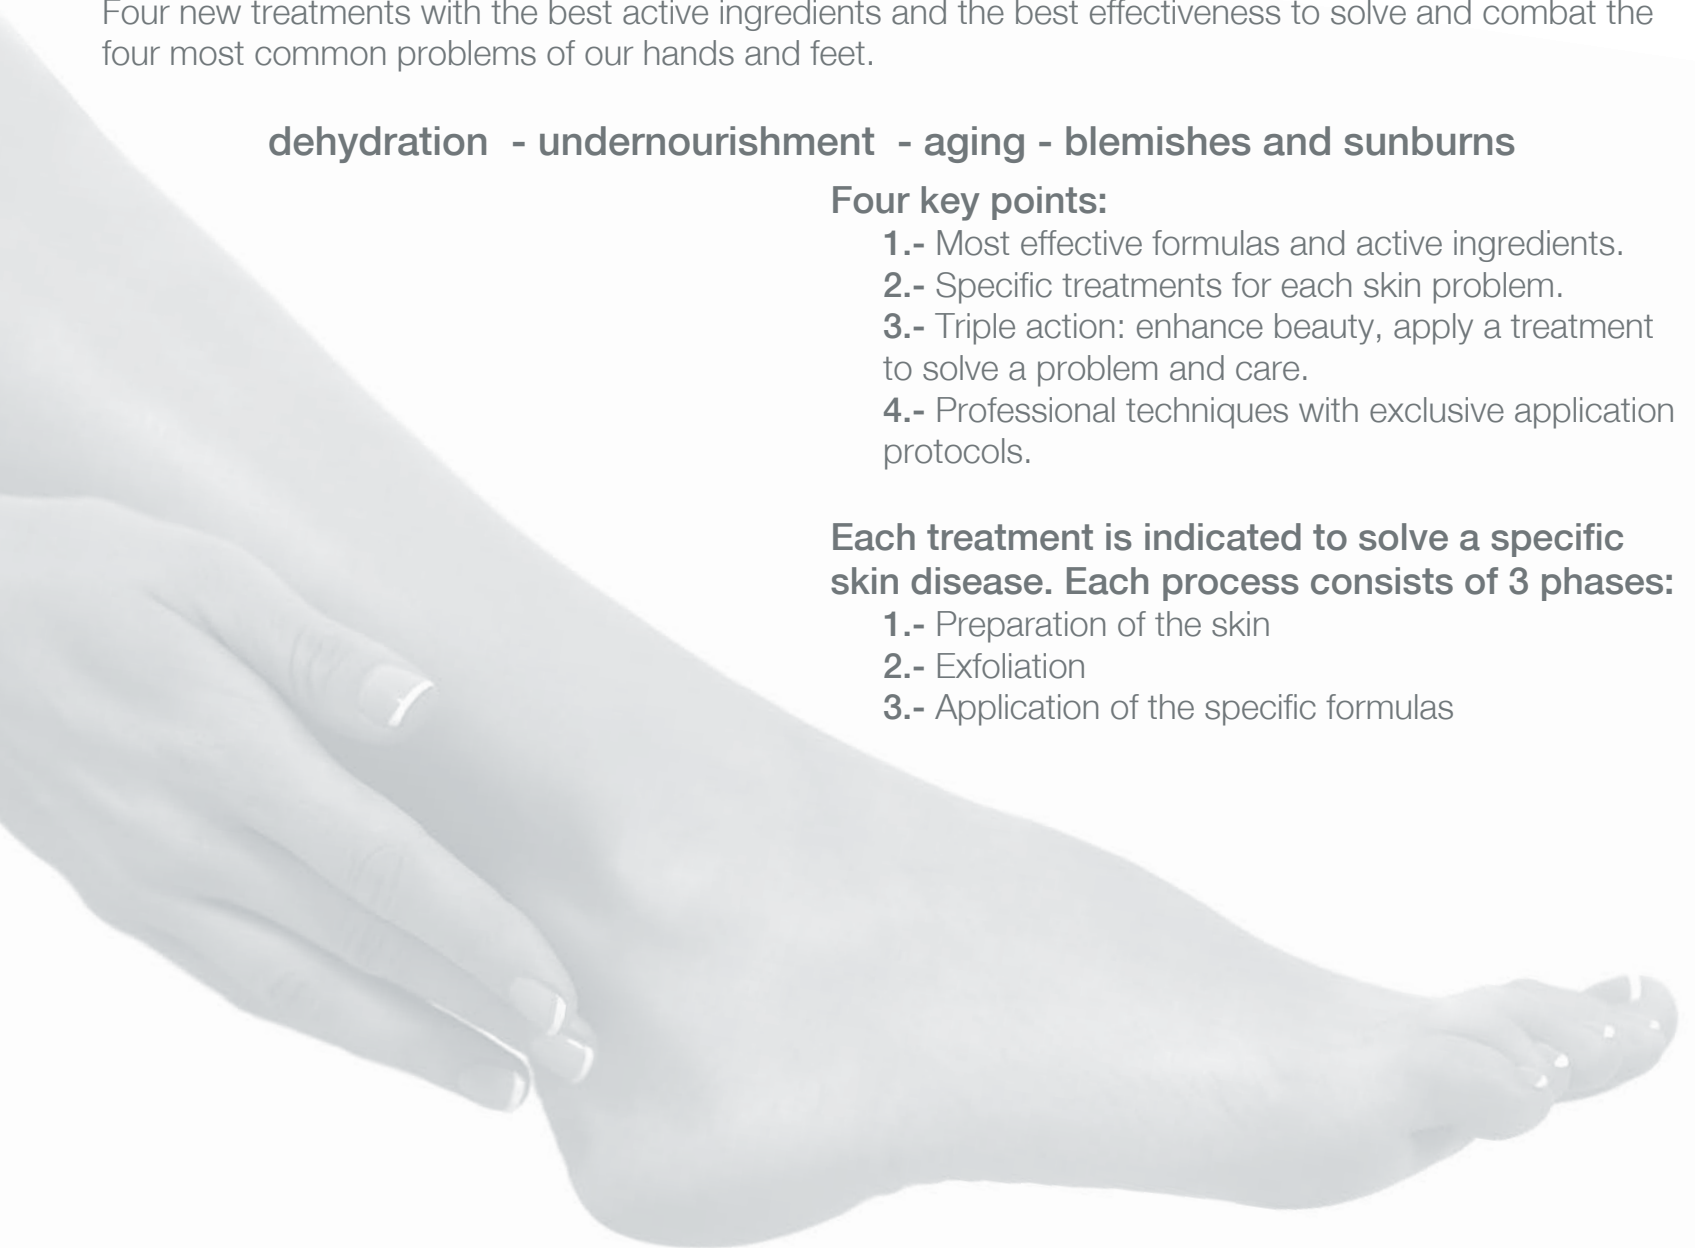 Four new treatments with the best active ingredients and the best effectiveness to solve and combat the
four most common problems of our hands and feet.
dehydration - undernourishment - aging - blemishes and sunburns
Four key points:
1.- Most effective formulas and active ingredients.
2.- Specific treatments for each skin problem.
3.- Triple action: enhance beauty, apply a treatment
to solve a problem and care.
4.- Professional techniques with exclusive application
protocols.
Each treatment is indicated to solve a specific
skin disease. Each process consists of 3 phases:
1.- Preparation of the skin
2.- Exfoliation
3.- Application of the specific formulas